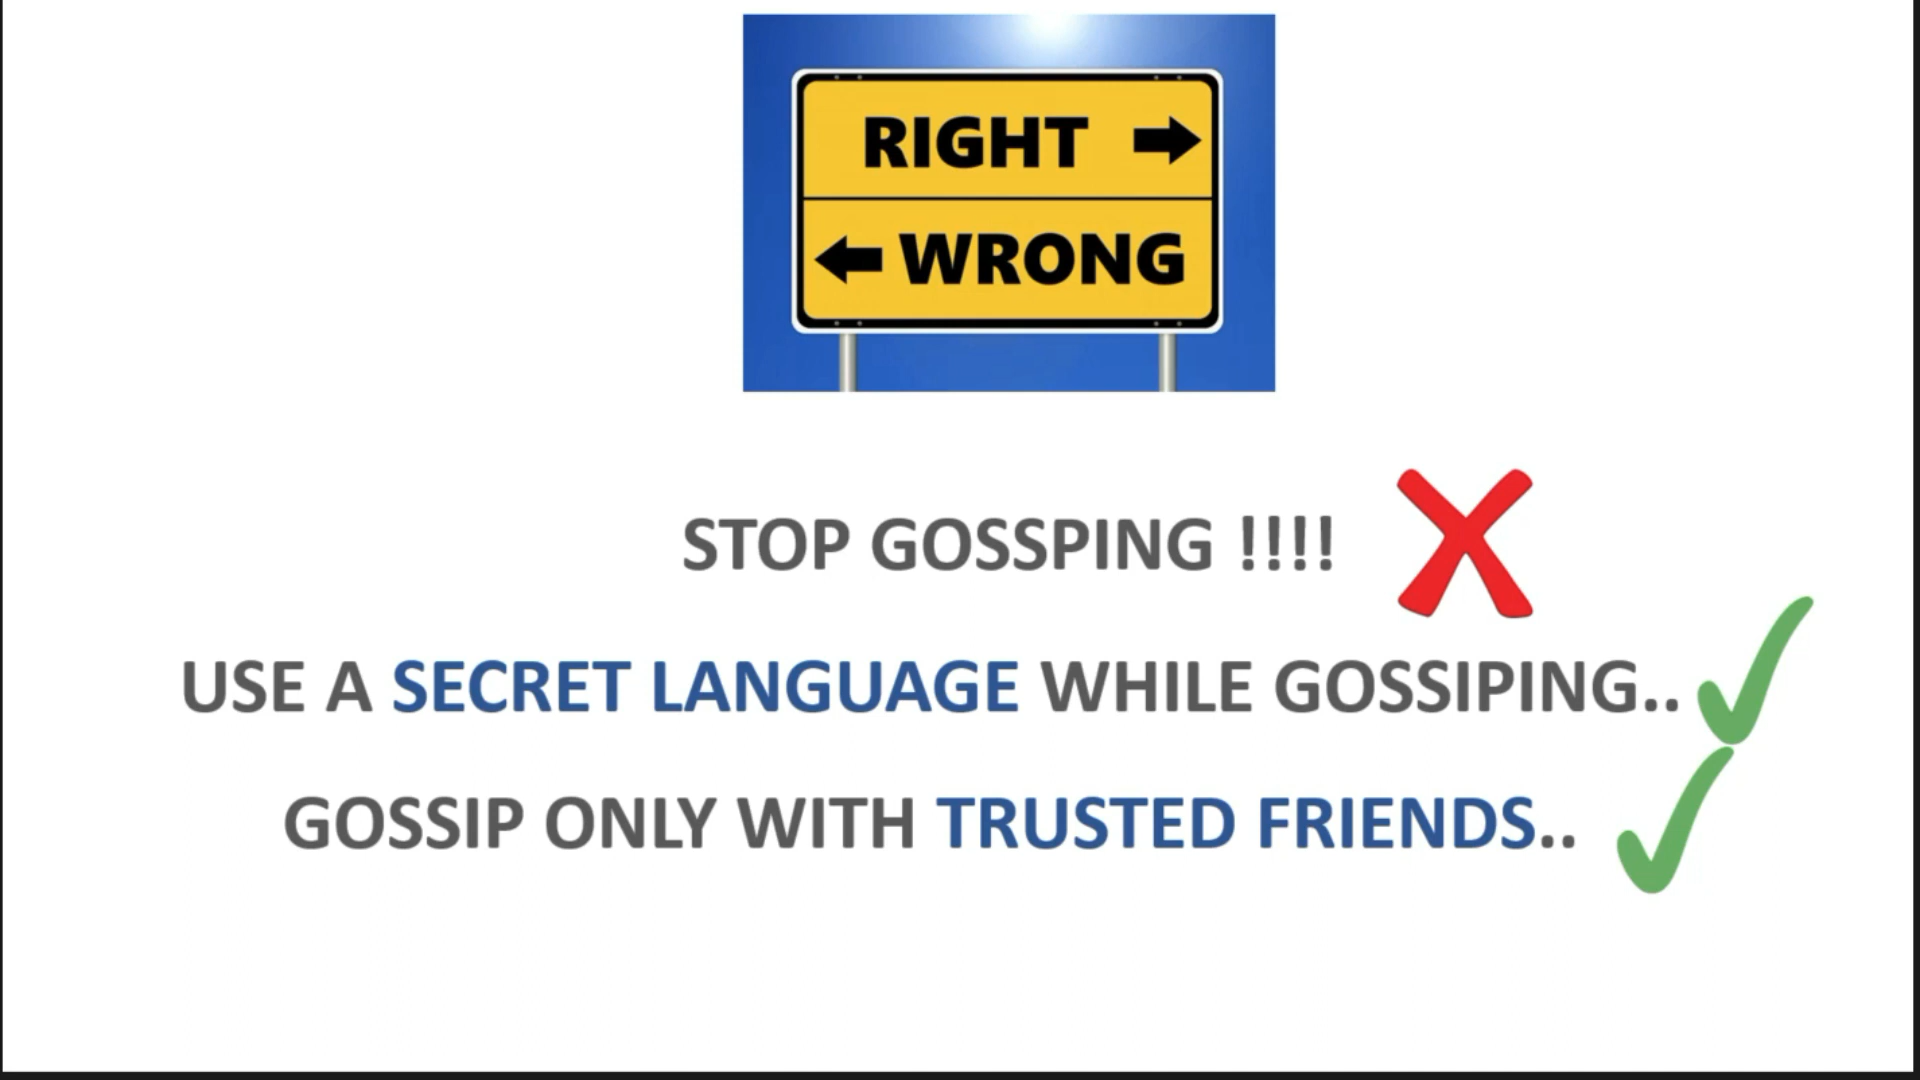 RIGHT
WRONG
STOP GOSSPING !!!!
USE A SECRET LANGUAGE WHILE GOSSIPING..
GOSSIP ONLY WITH TRUSTED FRIENDS..